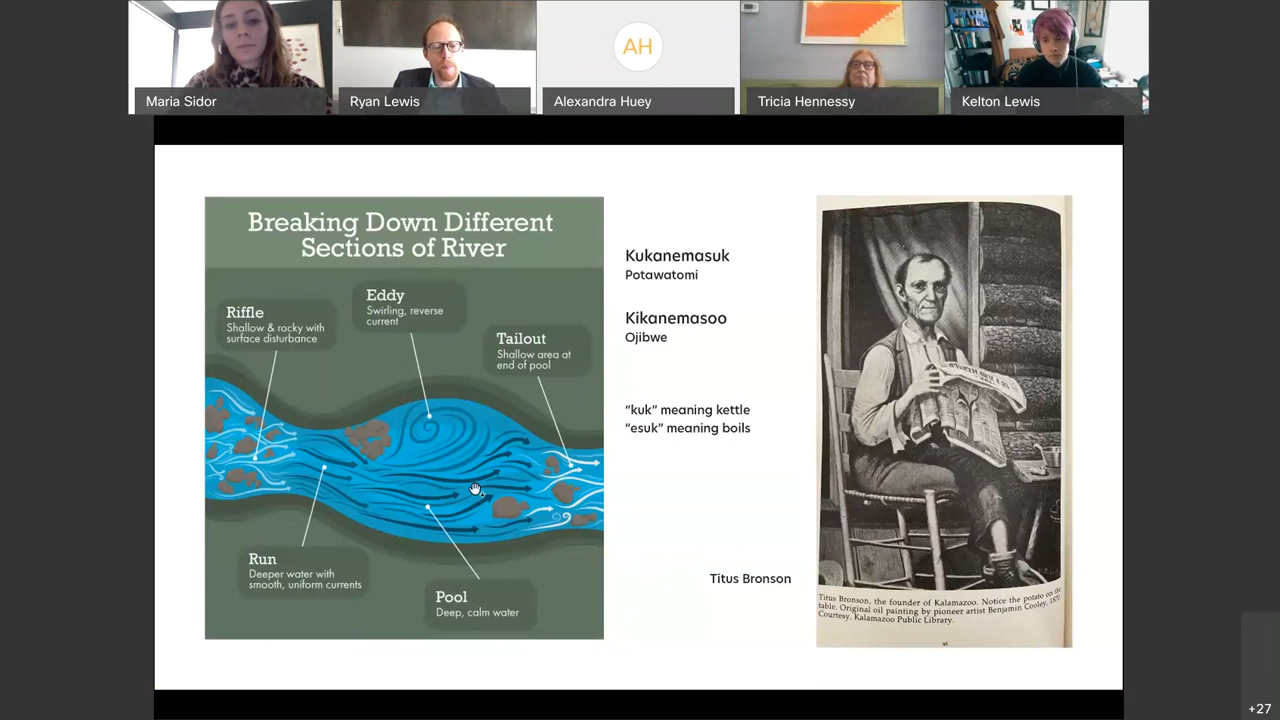 Maria Sidor
Ryan Lewis
AH
Alexandra Huey
Tricia Hennessy
Kelton Lewis
Breaking Down Different
Sections of River
Riffle
Shallow & rocky with
surface disturbance
Eddy
Swirling, reverse
current
Tailout
Shallow area at
end of pool
Run
Deeper water with
smooth, uniform currents
Pool
Deep, calm water
Kukanemasuk
Potawatomi
Kikanemasoo
Ojibwe
“kuk” meaning kettle
“esuk” meaning boils
Titus Bronson
Titus Bronson, the founder of Kalamazoo. Notice the potato on the
table. Original oil painting by pioneer artist Benjamin Cooley,
Courtesy, Kalamazoo Public Library.
+27